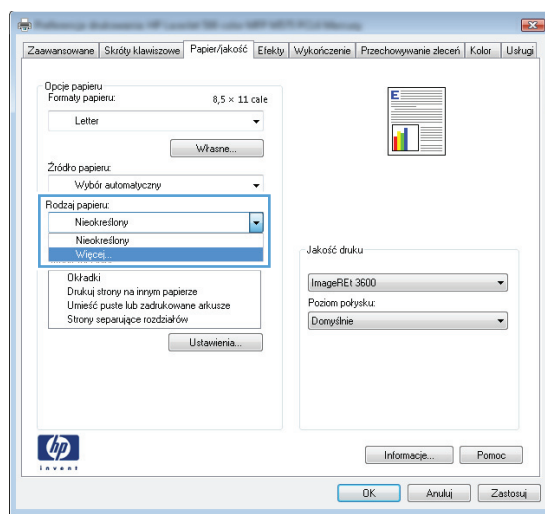 Zaawansowane Skróty klawiszowe Papier/jakość Efekty Wykończenie Przechowywanie zleceń Kolor Usługi
Opcje papieru
Formaty papieru: 8,5 × 11 cale
Letter
Własne...
Źródło papieru:
Wybór automatyczny
Rodzaj papieru:
Nieokreślony
Nieokreślony
Więcej...
Okładki
Drukuj strony na innym papierze
Umieść puste lub zadrukowane arkusze
Strony separujące rozdziałów
Ustawienia...
E
Jakość druku
ImageREt 3600
Poziom połysku:
Domyślnie
hp
invent
Informacje... Pomoc
OK Anuluj Zastosuj